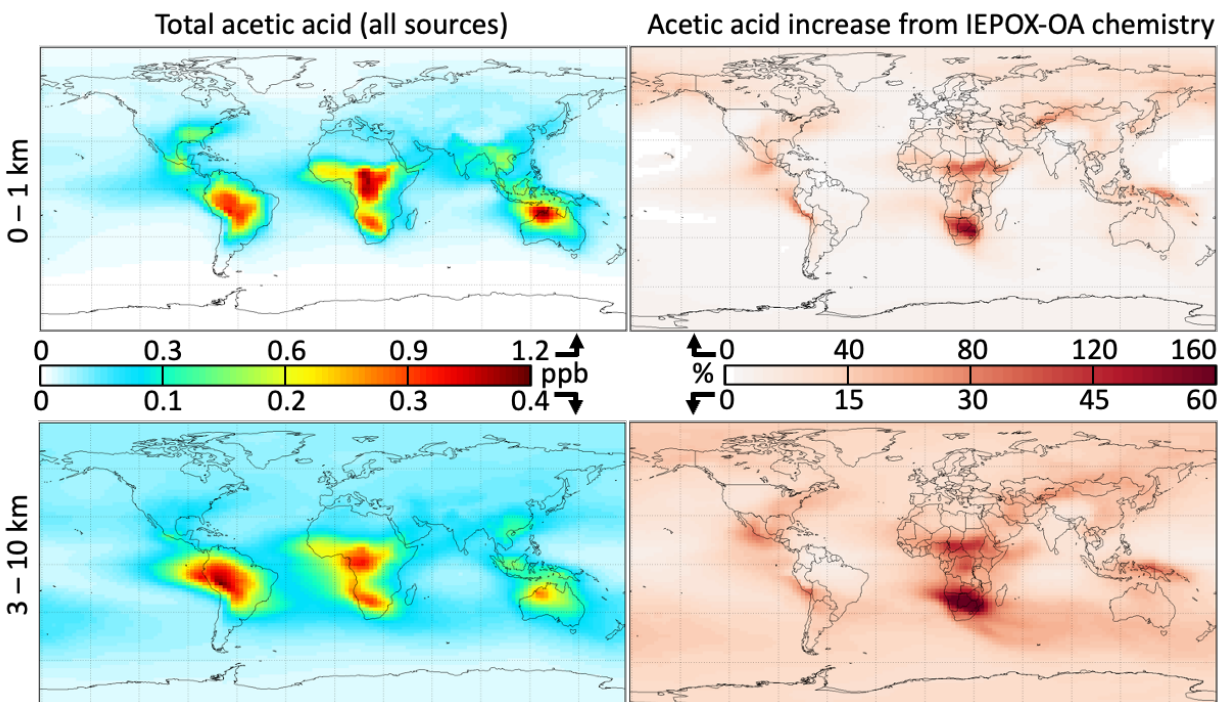 Total acetic acid (all sources)
Acetic acid increase from IEPOX-OA chemistry
0 – 1 km
0 0.3 0.6 0.9 1.2
ppb
0 0.1 0.2 0.3 0.4
0 40 80 120 160
%
0 15 30 45 60
3 – 10 km